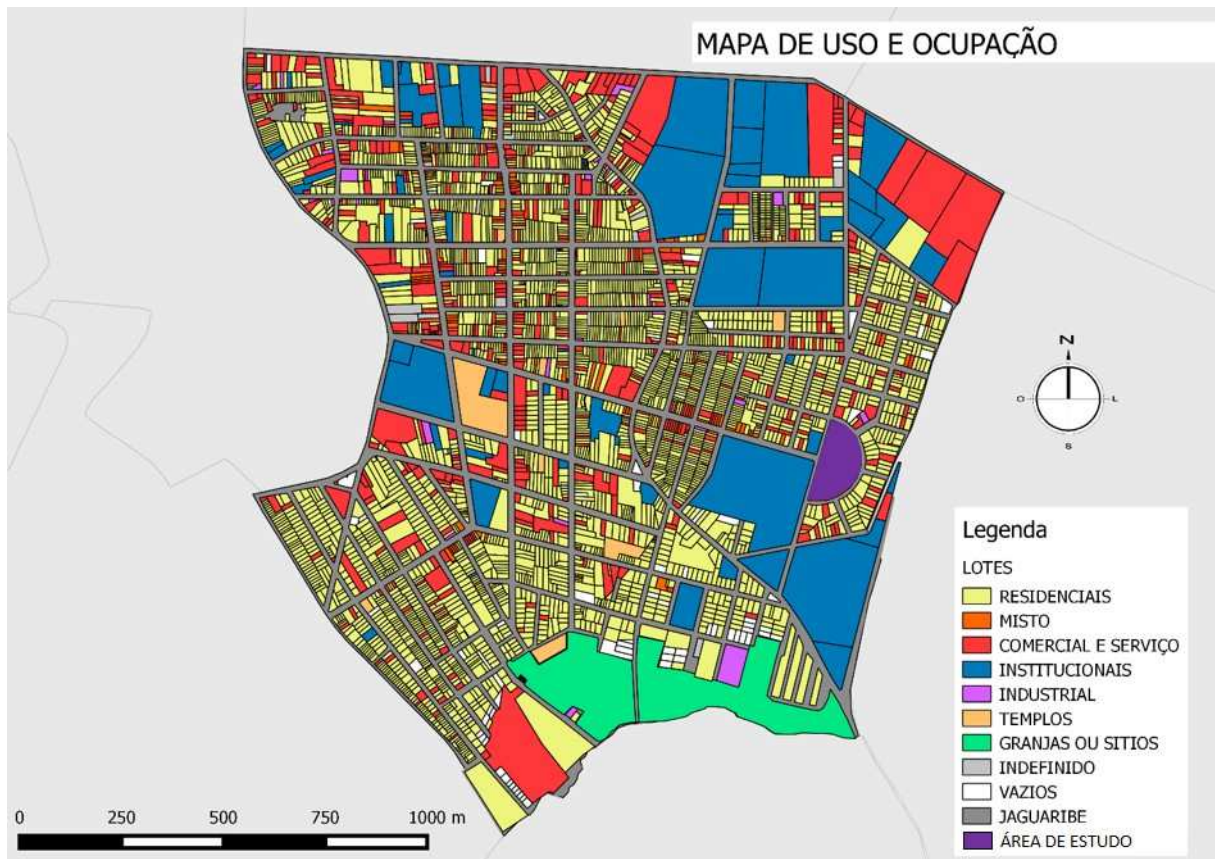 MAPA DE USO E OCUPAÇÃO
N
O
L
S
Legenda
LOTES
RESIDENCIAIS
MISTO
COMERCIAL E SERVIÇO
INSTITUCIONAIS
INDUSTRIAL
TEMPLOS
GRANJAS OU SITIOS
INDEFINIDO
VAZIOS
JAGUARIBE
ÁREA DE ESTUDO
0 250 500 750 1000 m